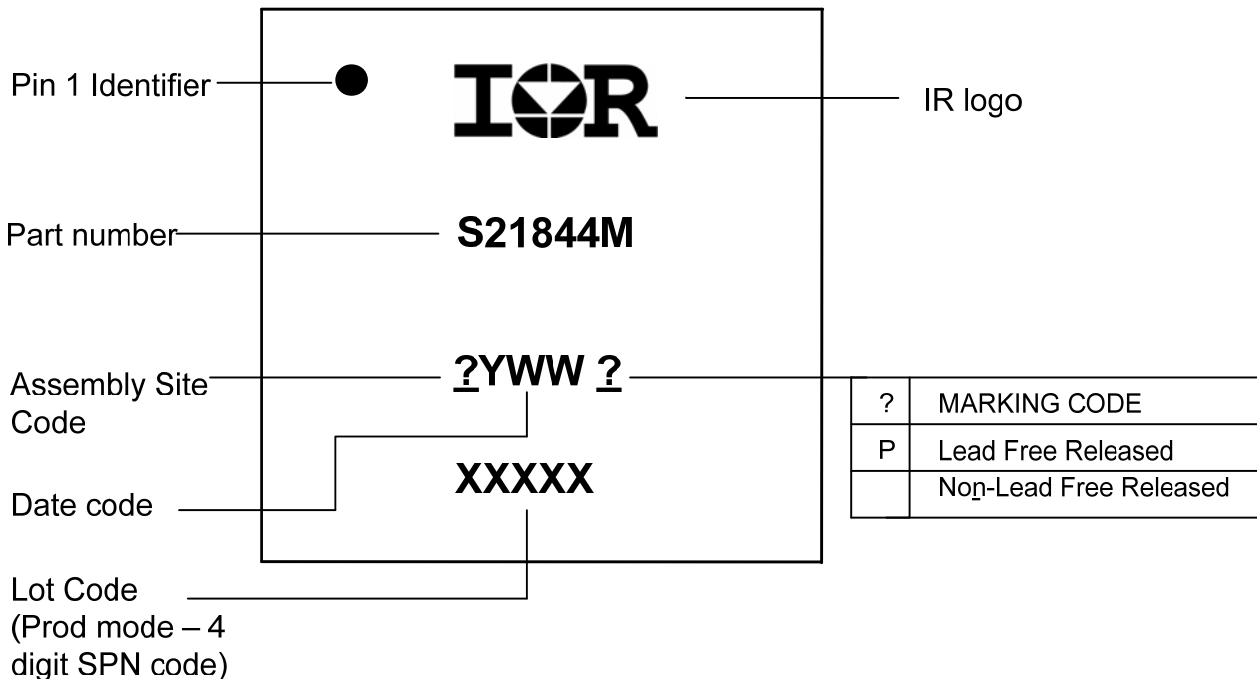 Pin 1 Identifier
IOR
IR logo
Part number
S21844M
Assembly Site
Code
?YWW ?
? MARKING CODE
P Lead Free Released
Non-Lead Free Released
Date code
XXXXX
Lot Code
(Prod mode – 4
digit SPN code)